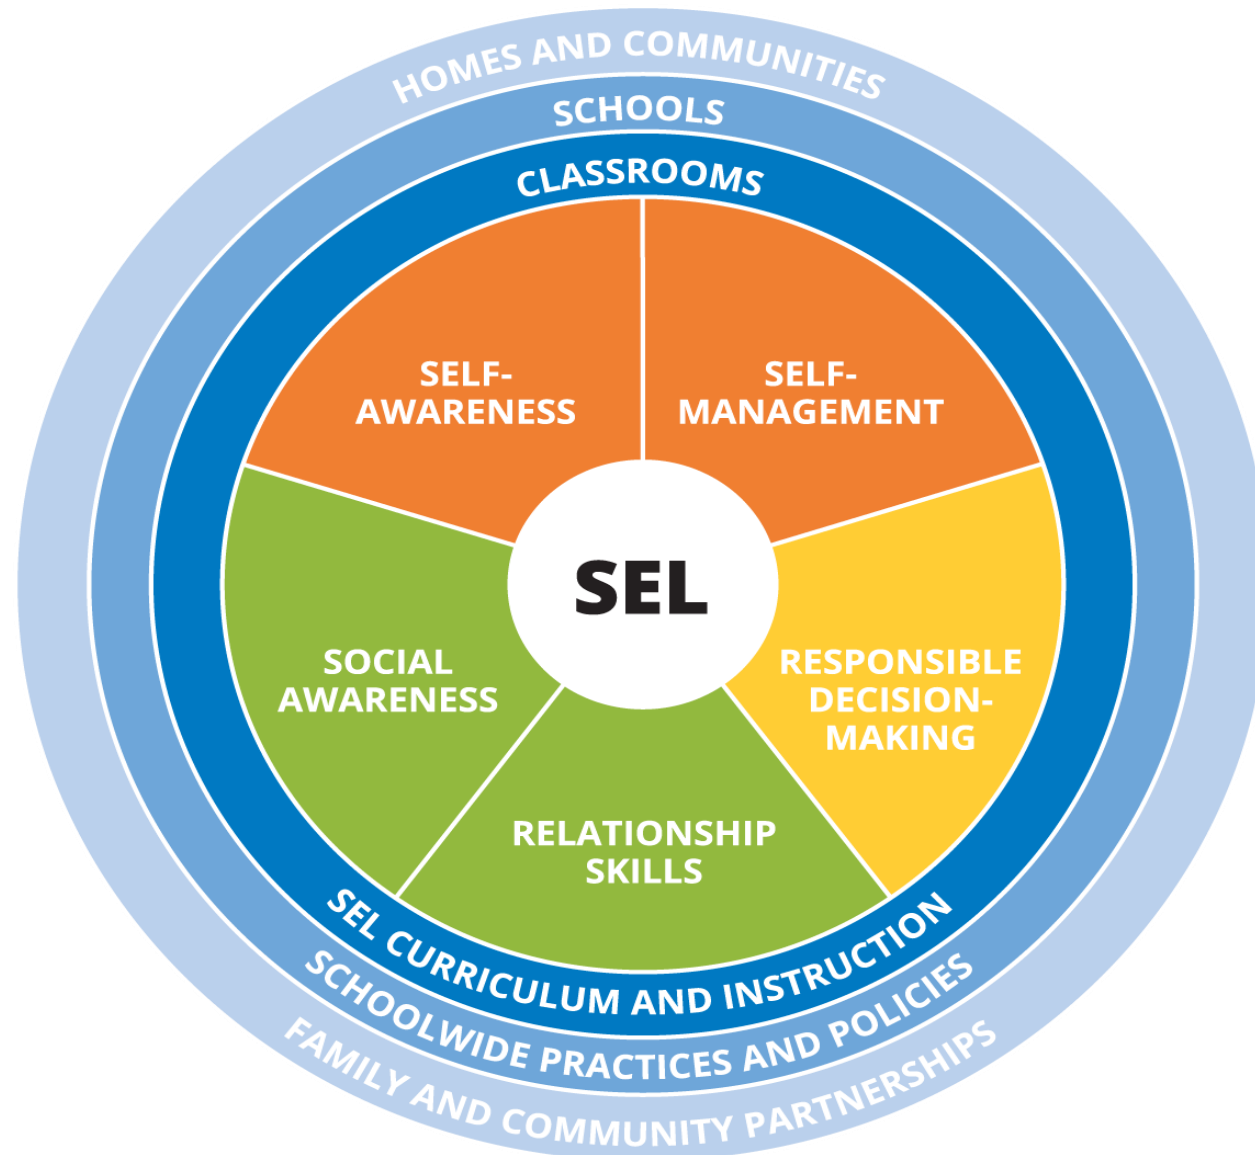 HOMES AND COMMUNITIES
SCHOOLS
CLASSROOMS
SELF-
AWARENESS
SELF-
MANAGEMENT
SEL
SOCIAL
AWARENESS
RESPONSIBLE
DECISION-
MAKING
RELATIONSHIP
SKILLS
SEL CURRICULUM AND INSTRUCTION
SCHOOLWIDE PRACTICES AND POLICIES
FAMILY AND COMMUNITY PARTNERSHIPS